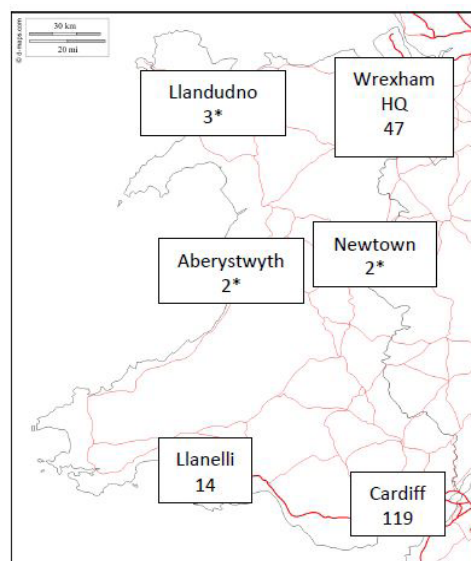 © d-maps.com
30 km
20 mi
Llandudno
3*
Wrexham
HQ
47
Aberystwyth
2*
Newtown
2*
Llanelli
14
Cardiff
119